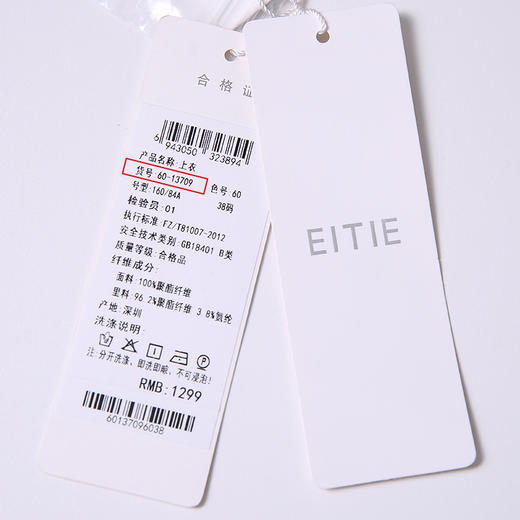 合格证
6 943050 323894
产品名称:上衣
货号:60-13709 色号:60
号型:160/84A 38码
检验员:01
执行标准:FZ/T81007-2012
安全技术类别:GB18401 B类
质量等级:合格品
纤维成分:
面料:100%聚酯纤维
里料:96.2%聚酯纤维 3.8%氨纶
产地:深圳
洗涤说明:
注:分开洗涤,即洗即晾,不可浸泡!
RMB:1299
60137096038
EITIE